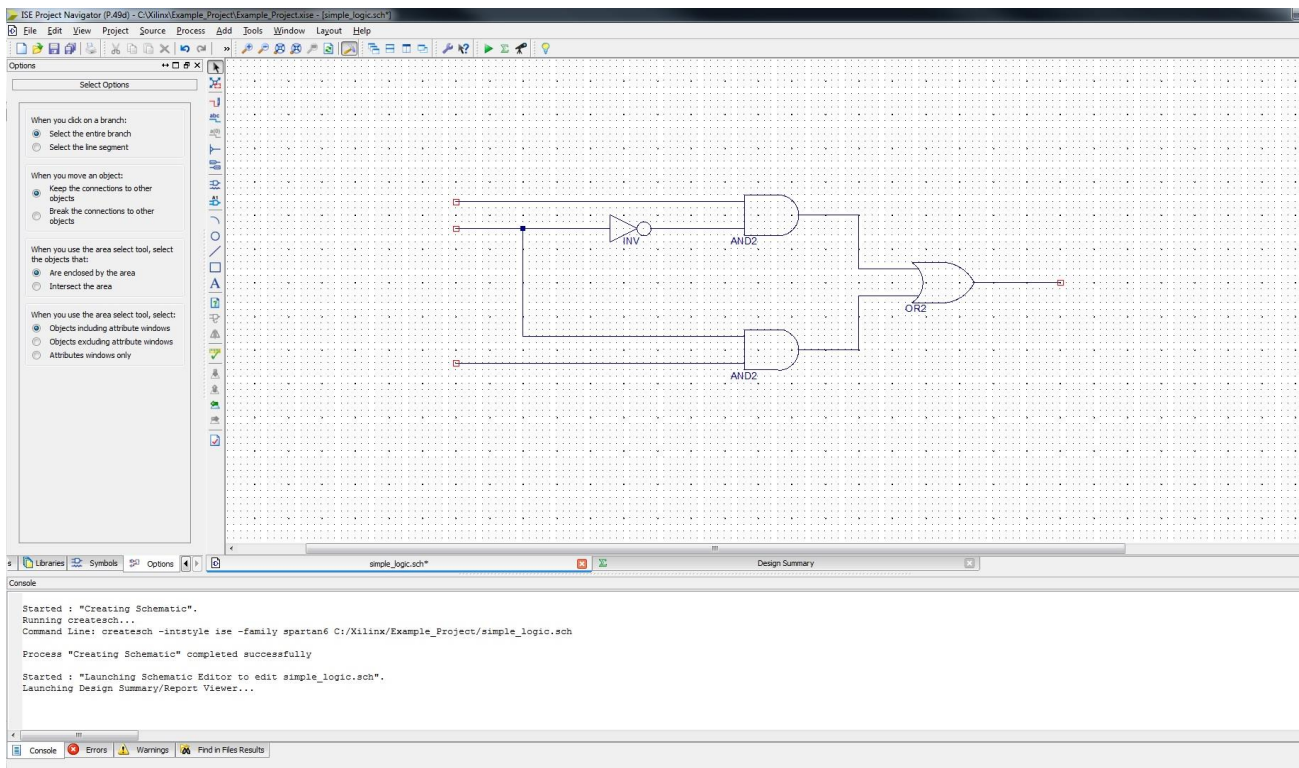 ISE Project Navigator (P.49d) - C:\Xilinx\Example_Project\Example_Project.xise - [simple_logic.sch*]
File Edit View Project Source Process Add Tools Window Layout Help
Options
Select Options
When you click on a branch:
Select the entire branch
Select the line segment
When you move an object:
Keep the connections to other
objects
Break the connections to other
objects
When you use the area select tool, select
the objects that:
Are enclosed by the area
Intersect the area
When you use the area select tool, select:
Objects including attribute windows
Objects excluding attribute windows
Attributes windows only
INV
AND2
OR2
AND2
s Libraries Symbols Options
simple_logic.sch*
Design Summary
Console
Started : "Creating Schematic".
Running createsch...
Command Line: createsch -intstyle ise -family spartan6 C:/Xilinx/Example_Project/simple_logic.sch
Process "Creating Schematic" completed successfully
Started : "Launching Schematic Editor to edit simple_logic.sch".
Launching Design Summary/Report Viewer...
Console Errors Warnings Find in Files Results